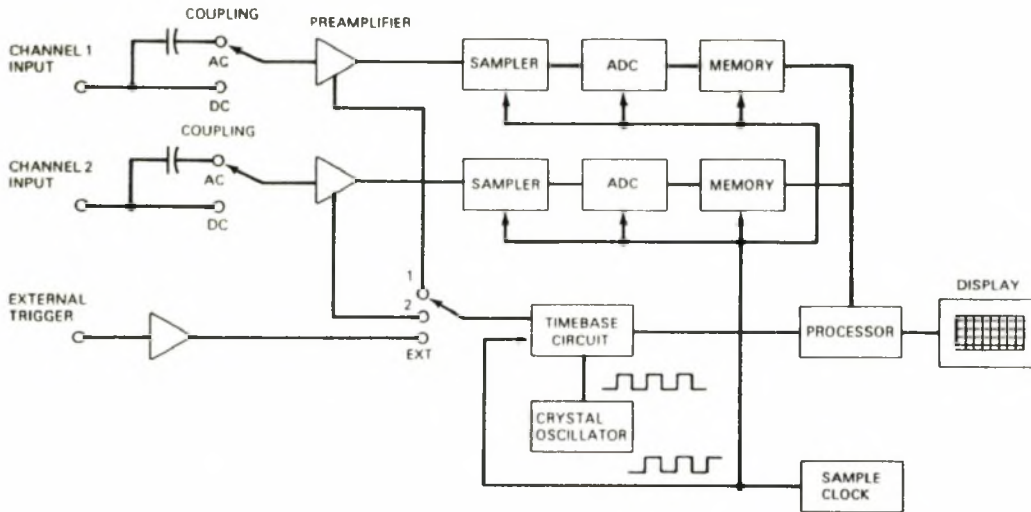 COUPLING
PREAMPLIFIER
CHANNEL 1
INPUT
AC
DC
SAMPLER
ADC
MEMORY
COUPLING
CHANNEL 2
INPUT
AC
DC
SAMPLER
ADC
MEMORY
1
2
EXT
EXTERNAL
TRIGGER
TIMEBASE
CIRCUIT
PROCESSOR
DISPLAY
CRYSTAL
OSCILLATOR
SAMPLE
CLOCK